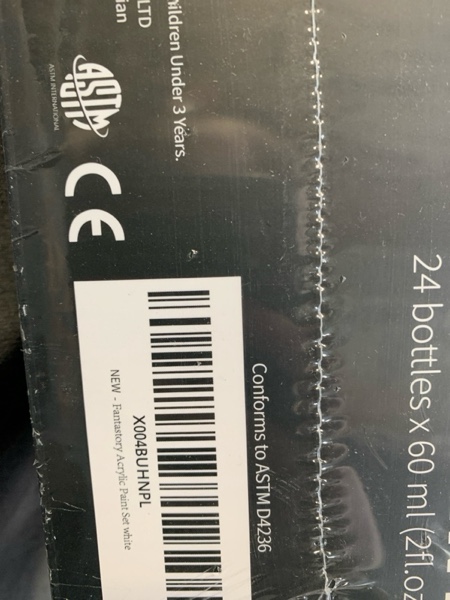 24 bottles x 60 ml (2fl.oz
Conforms to ASTM D4236
X004BUHNPL
NEW - Fantastory Acrylic Paint Set white
hildren Under 3 Years.
LTD
ian
ASTM
ASTM INTERNATIONAL
CE